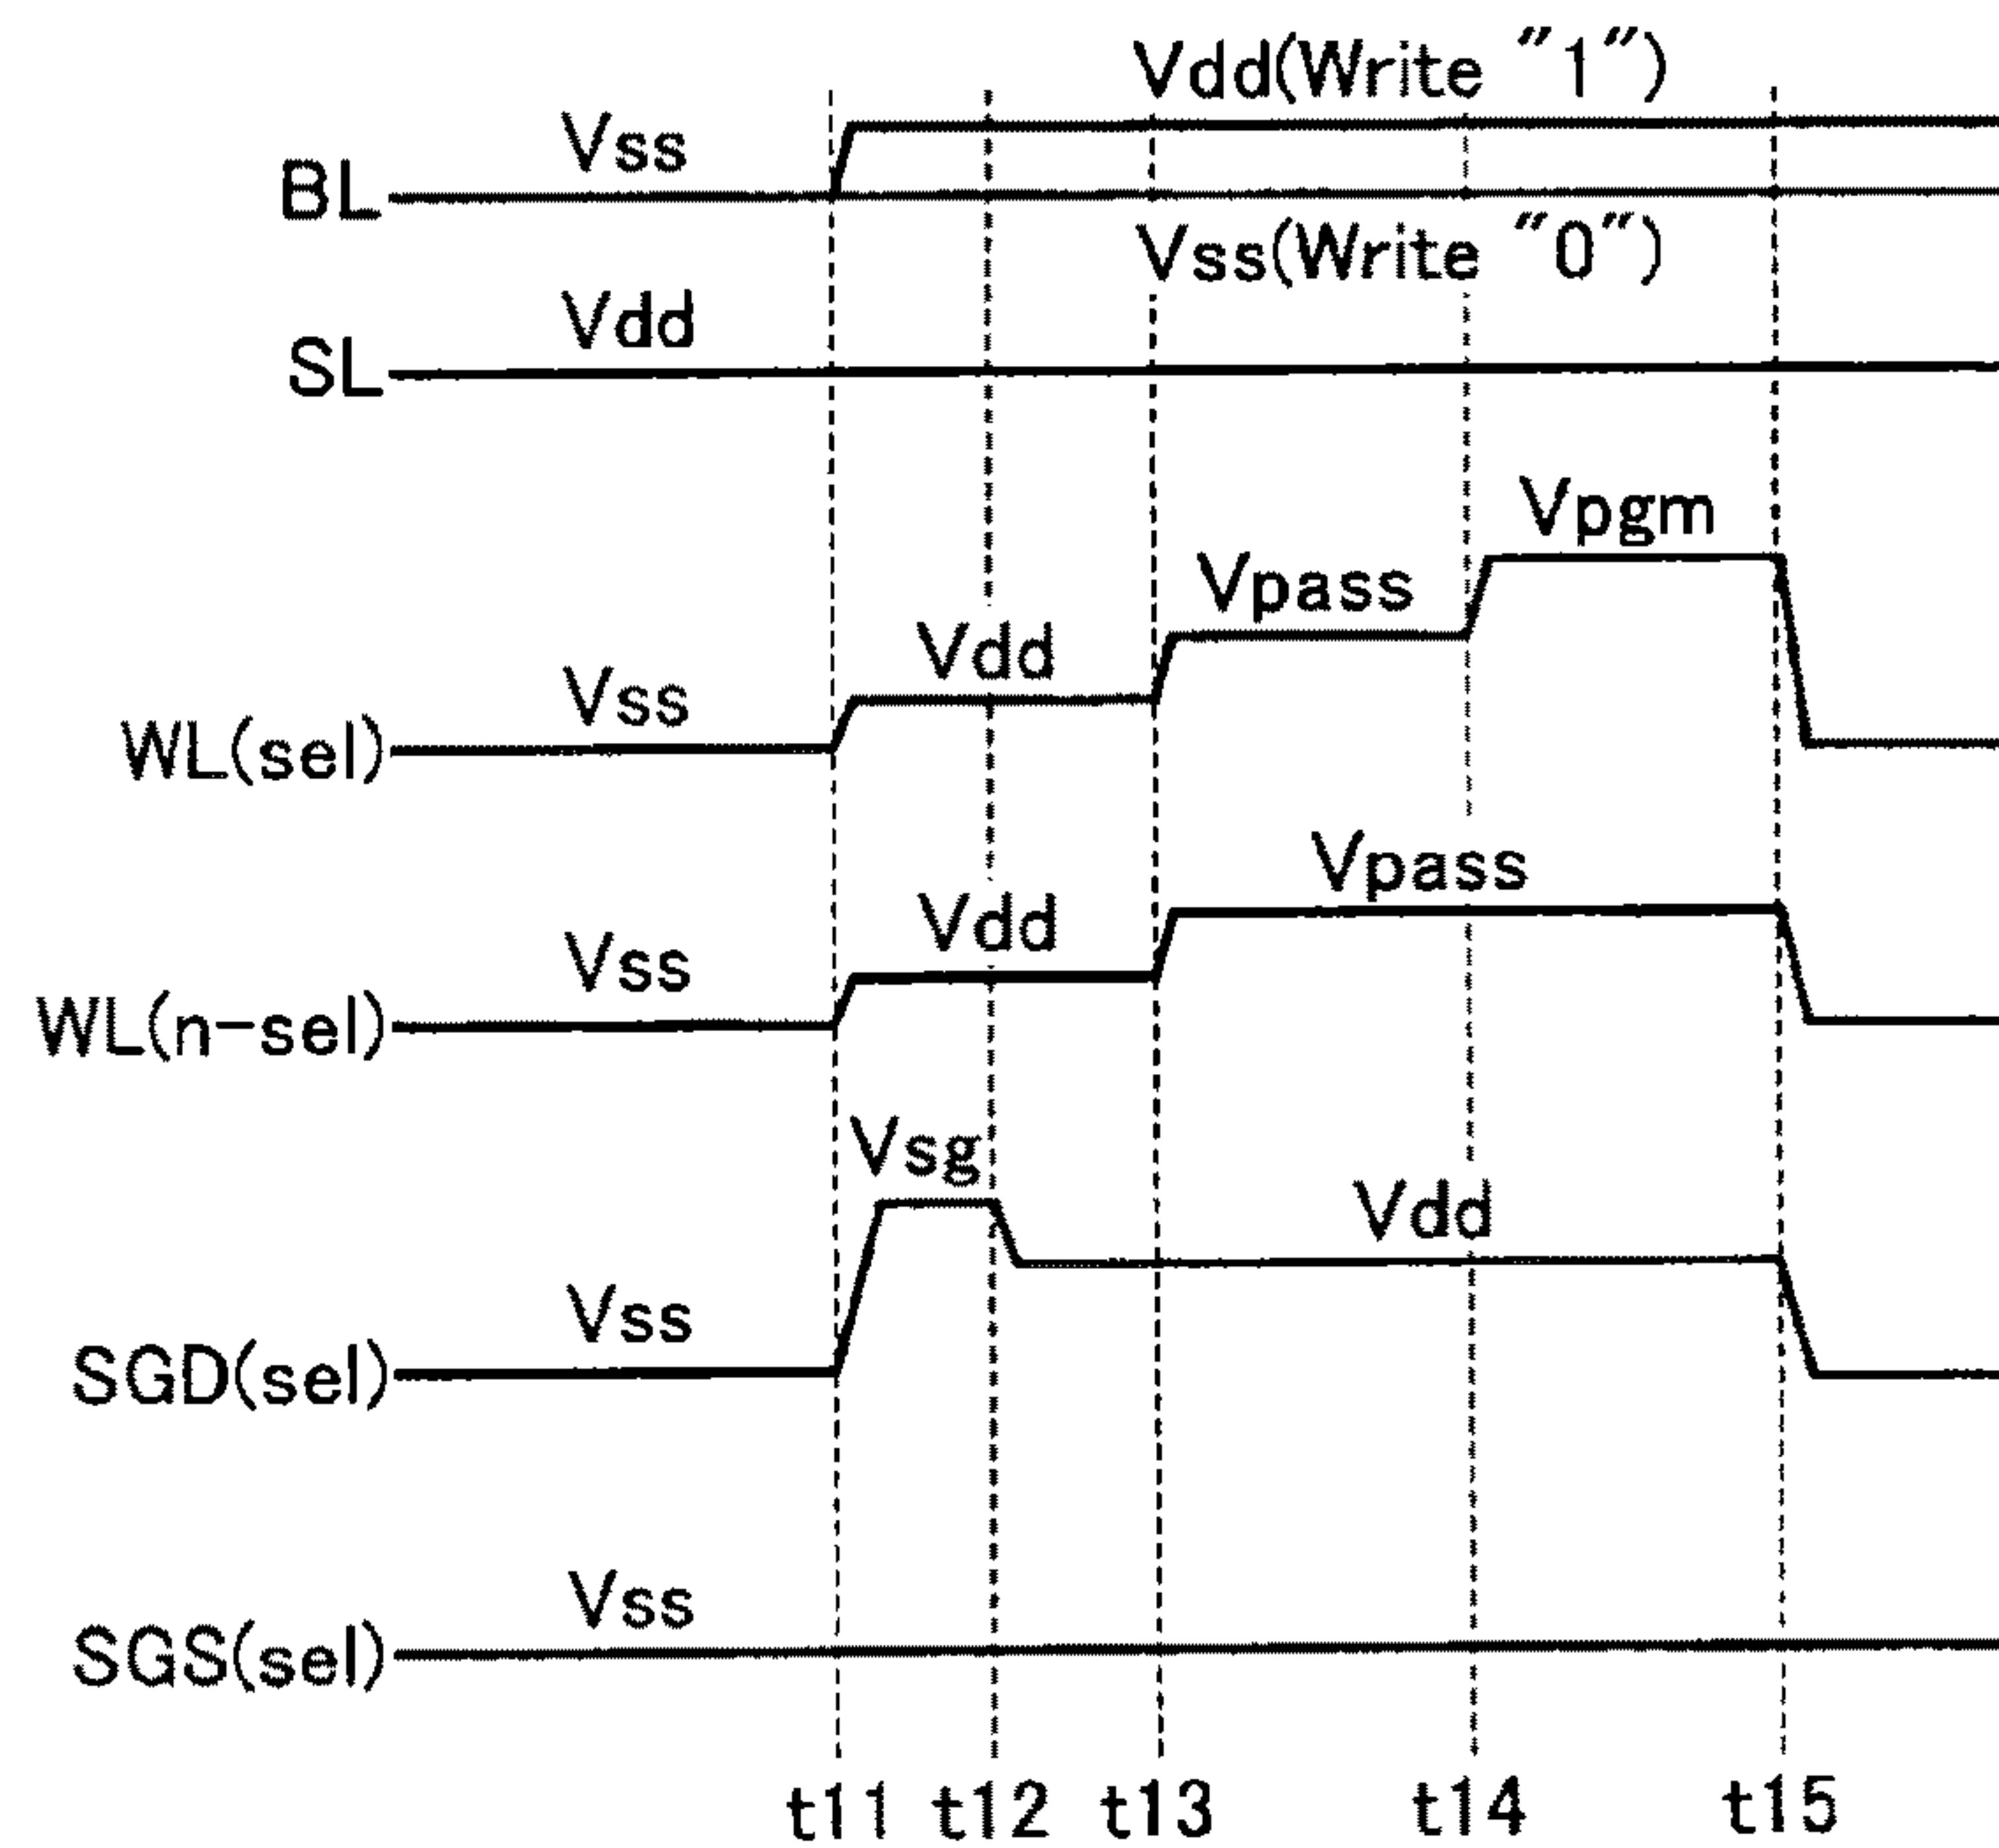 Vdd(Write "1")
Vss
BL
Vss(Write "0")
Vdd
SL
Vpgm
Vpass
Vdd
Vss
WL(sel)
Vpass
Vdd
Vss
WL(n-sel)
Vsg
Vdd
Vss
SGD(sel)
Vss
SGS(sel)
t11 t12 t13 t14 t15